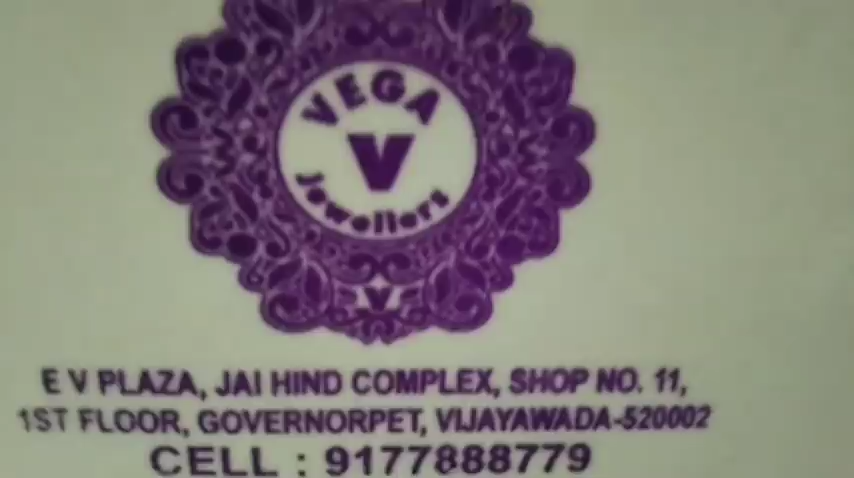 VEGA
V
Jewellers
V
E V PLAZA, JAI HIND COMPLEX, SHOP NO. 11,
1ST FLOOR, GOVERNORPET, VIJAYAWADA-520002
CELL : 9177888779